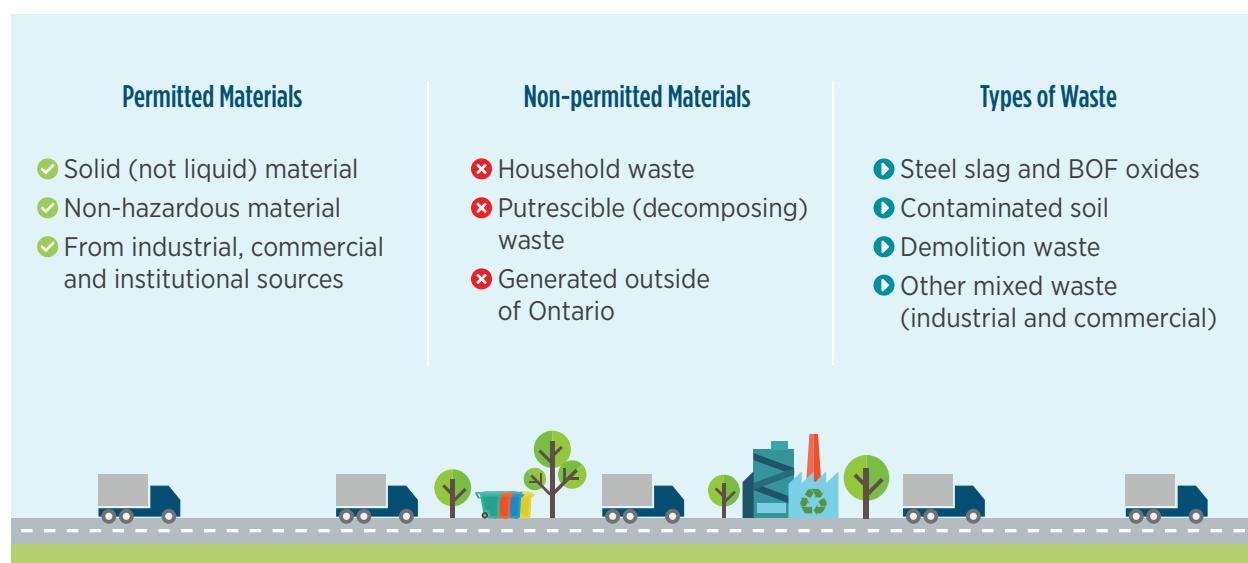 Permitted Materials
Solid (not liquid) material
Non-hazardous material
From industrial, commercial
and institutional sources
Non-permitted Materials
Household waste
Putrescible (decomposing)
waste
Generated outside
of Ontario
Types of Waste
Steel slag and BOF oxides
Contaminated soil
Demolition waste
Other mixed waste
(industrial and commercial)